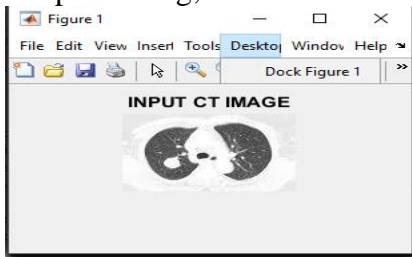 Figure 1
File Edit View Insert Tools Desktop Window Help
Dock Figure 1
INPUT CT IMAGE